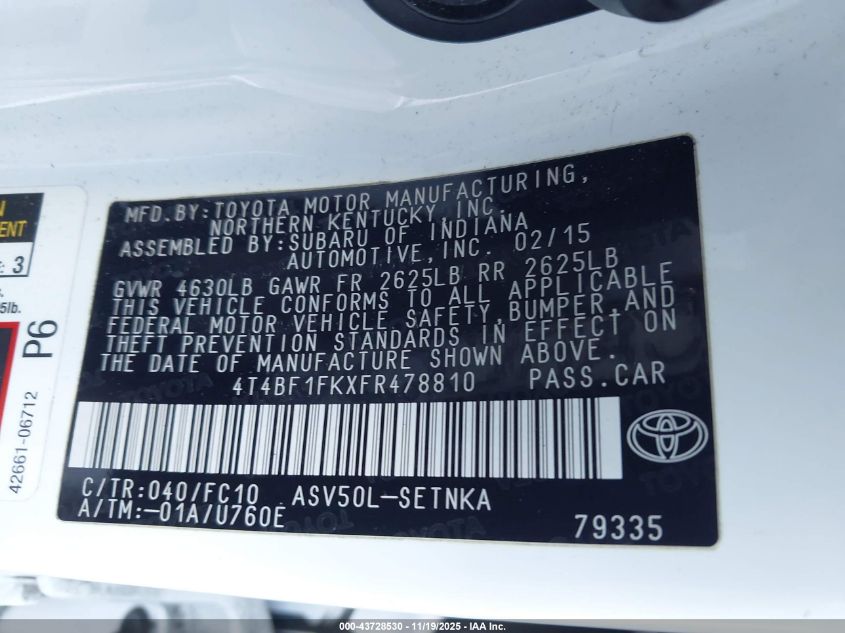 MFD.BY:TOYOTA MOTOR MANUFACTURING,
NORTHERN KENTUCKY, INC.
ASSEMBLED BY:SUBARU OF INDIANA
AUTOMOTIVE, INC. 02/15
GVWR 4630LB GAWR FR 2625LB RR 2625LB
THIS VEHICLE CONFORMS TO ALL APPLICABLE
FEDERAL MOTOR VEHICLE SAFETY,BUMPER,AND
THEFT PREVENTION STANDARDS IN EFFECT ON
THE DATE OF MANUFACTURE SHOWN ABOVE.
4T4BF1FKXFR478810 PASS.CAR
C/TR:040/FC10 ASV50L-SETNKA
A/TM:-01A/U760E
79335
3
P6
42661-06712
000-43728530 - 11/19/2025 - IAA Inc.